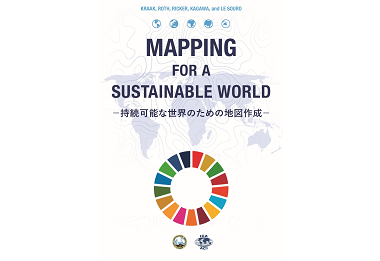 KRAAK, ROTH, RICKER, KAGAWA, and LE SOURD
MAPPING
FOR A
SUSTAINABLE WORLD
−持続可能な世界のための地図作成−